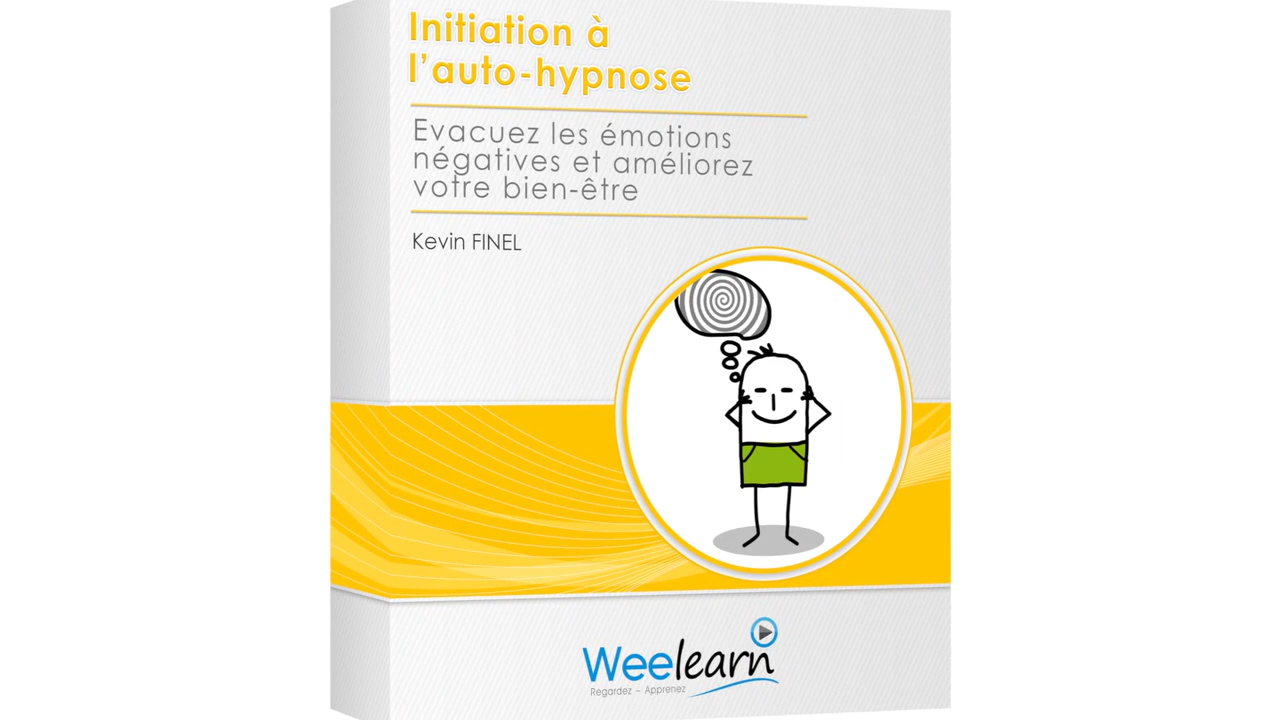 Initiation à
l'auto-hypnose
Evacuez les émotions
négatives et améliorez
votre bien-être
Kevin FINEL
Weelearn
Regardez – Apprenez